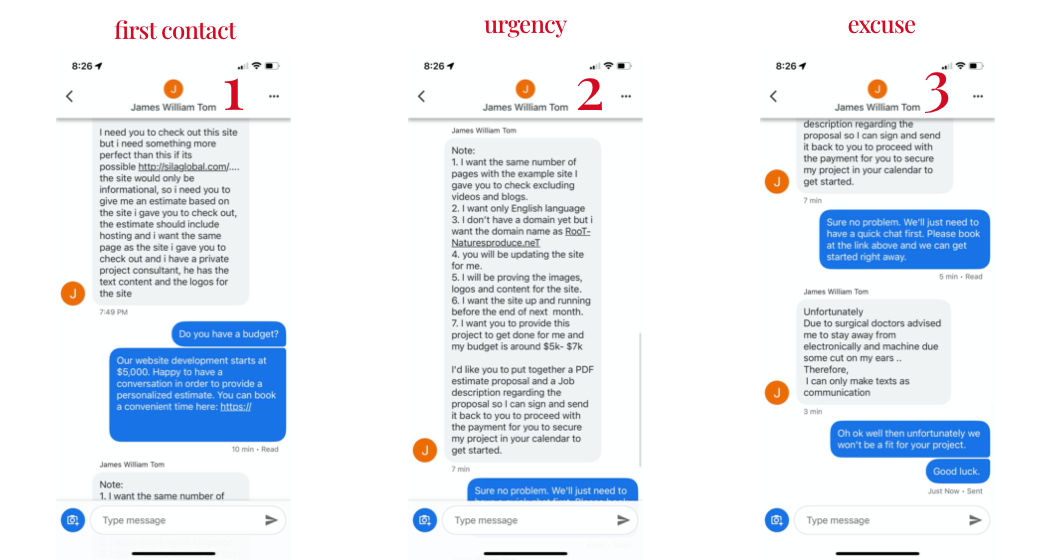 first contact
8:26
J
1
James William Tom
I need you to check out this site
but i need something more
perfect than this if its
possible http://silaglobal.com/....
the site would only be
informational, so i need you to
give me an estimate based on
the site i gave you to check out,
the estimate should include
hosting and i want the same
page as the site i gave you to
check out and i have a private
project consultant, he has the
text content and the logos for
the site
J
7:49 PM
Do you have a budget?
Our website development starts at
$5,000. Happy to have a
conversation in order to provide a
personalized estimate. You can book
a convenient time here: https://
10 min • Read
James William Tom
Note:
1. I want the same number of
Type message
urgency
8:26
J
2
James William Tom
James William Tom
Note:
1. I want the same number of
pages with the example site I
gave you to check excluding
videos and blogs.
2. I want only English language
3. I don't have a domain yet but i
want the domain name as RooT-
Naturesproduce.neT
4. you will be updating the site
for me.
5. I will be proving the images,
logos and content for the site.
6. I want the site up and running
before the end of next month.
7. I want you to provide this
project to get done for me and
my budget is around $5k- $7k
I'd like you to put together a PDF
estimate proposal and a Job
description regarding the
proposal so I can sign and send
it back to you to proceed with
the payment for you to secure
my project in your calendar to
get started.
J
7 min
Sure no problem. We'll just need to
Type message
excuse
8:26
J
3
James William Tom
description regarding the
proposal so I can sign and send
it back to you to proceed with
the payment for you to secure
my project in your calendar to
get started.
J
7 min
Sure no problem. We'll just need to
have a quick chat first. Please book
at the link above and we can get
started right away.
5 min • Read
James William Tom
Unfortunately
Due to surgical doctors advised
me to stay away from
electronically and machine due
some cut on my ears ..
Therefore,
I can only make texts as
communication
J
3 min
Oh ok well then unfortunately we
won't be a fit for your project.
Good luck.
Just Now • Sent
Type message